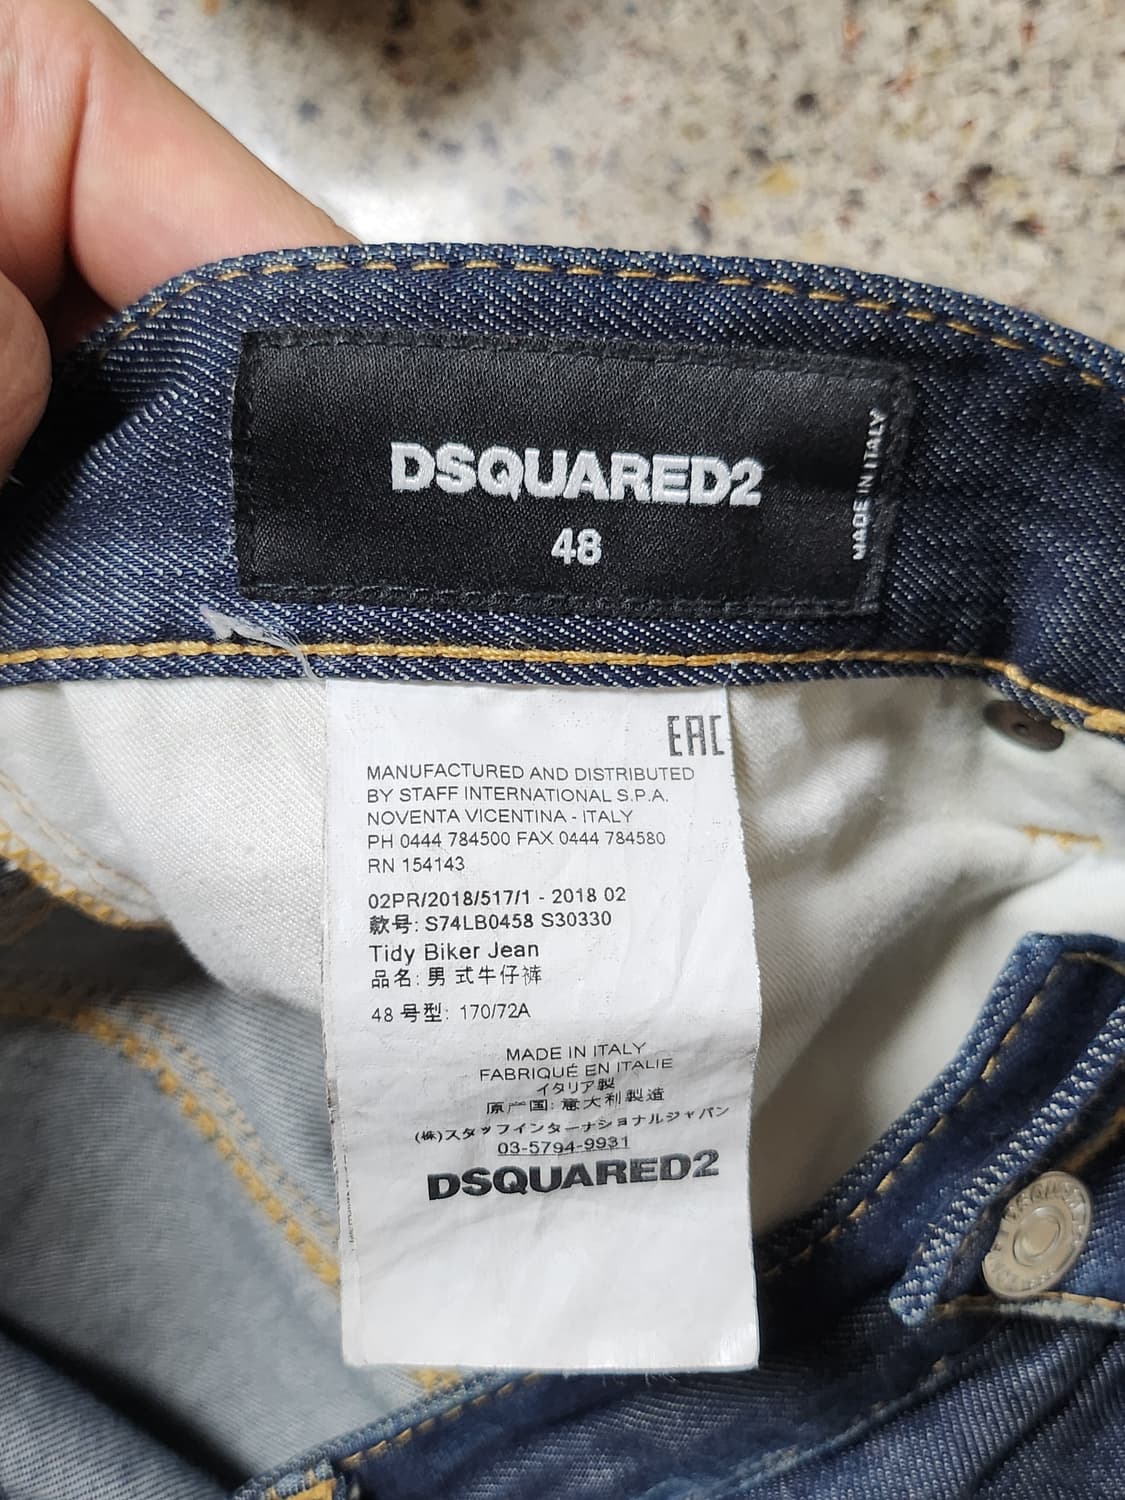 DSQUARED2
48
MADE IN ITALY
EAC
MANUFACTURED AND DISTRIBUTED
BY STAFF INTERNATIONAL S.P.A.
NOVENTA VICENTINA - ITALY
PH 0444 784500 FAX 0444 784580
RN 154143
02PR/2018/517/1 - 2018 02
款号: S74LB0458 S30330
Tidy Biker Jean
品名: 男式牛仔裤
48 号型: 170/72A
MADE IN ITALY
FABRIQUÉ EN ITALIE
イタリア製
原产国: 意大利製造
(株)スタッフインターナショナルジャパン
03-5794-9931
DSQUARED2